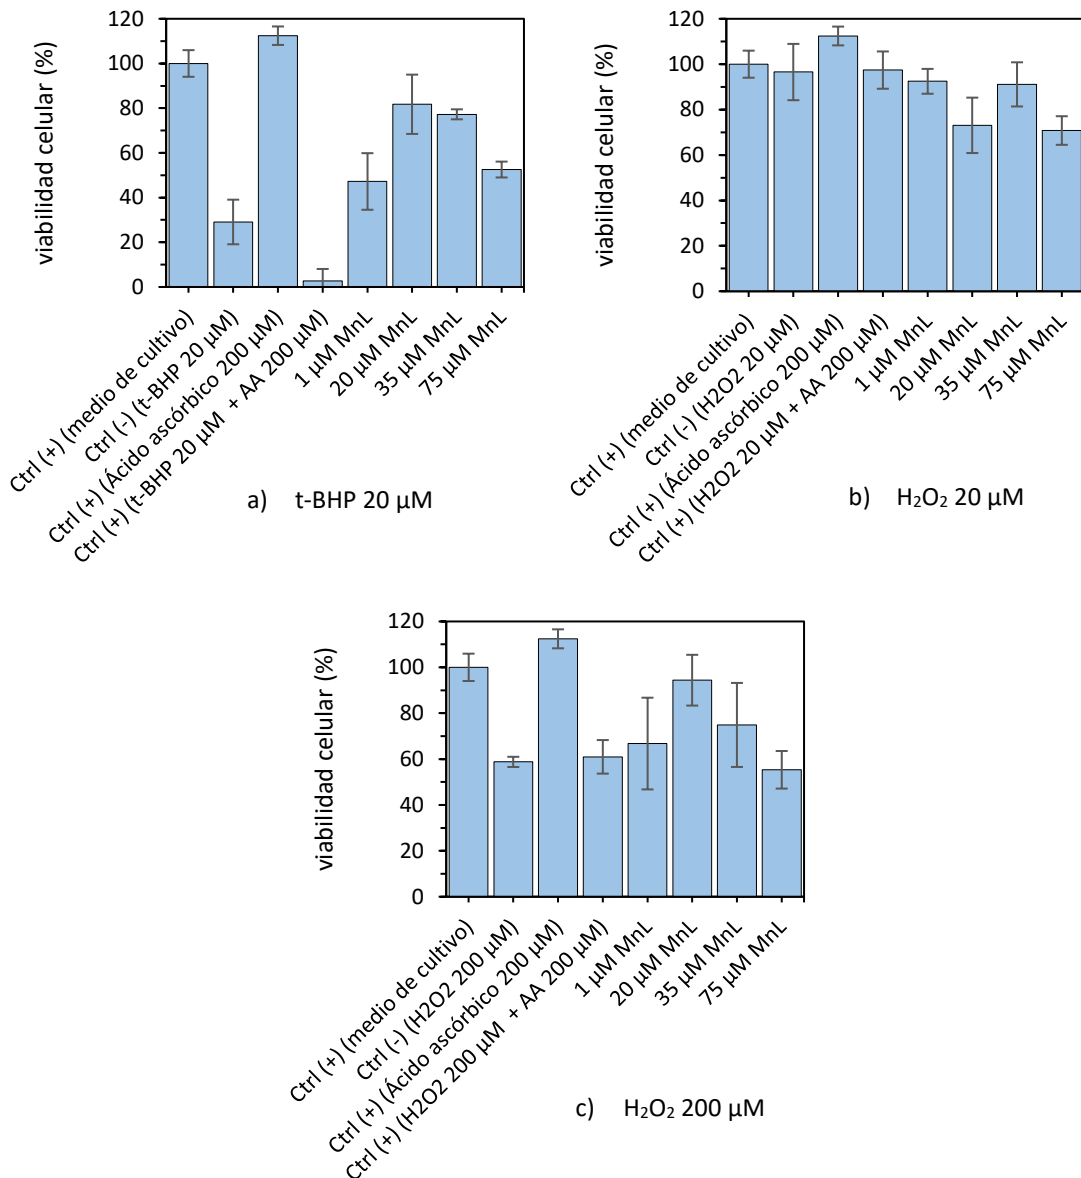 viabilidad celular (%)
120
100
80
60
40
20
0
Ctrl (+) (medio de cultivo)
Ctrl (-) (t-BHP 20 µM)
Ctrl (+) (Ácido ascórbico 200 µM)
Ctrl (+) (t-BHP 20 µM + AA 200 µM)
1 µM MnL
20 µM MnL
35 µM MnL
75 µM MnL
a) t-BHP 20 µM
viabilidad celular (%)
120
100
80
60
40
20
0
Ctrl (+) (medio de cultivo)
Ctrl (-) (H2O2 20 µM)
Ctrl (+) (Ácido ascórbico 200 µM)
Ctrl (+) (H2O2 20 µM + AA 200 µM)
1 µM MnL
20 µM MnL
35 µM MnL
75 µM MnL
b) H₂O₂ 20 µM
viabilidad celular (%)
120
100
80
60
40
20
0
Ctrl (+) (medio de cultivo)
Ctrl (-) (H2O2 200 µM)
Ctrl (+) (Ácido ascórbico 200 µM)
Ctrl (+) (H2O2 200 µM + AA 200 µM)
1 µM MnL
20 µM MnL
35 µM MnL
75 µM MnL
c) H₂O₂ 200 µM